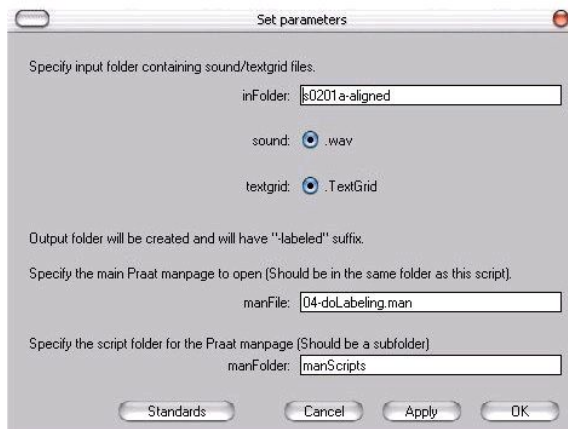 Set parameters
Specify input folder containing sound/textgrid files.
inFolder: s0201a-aligned
sound: .wav
textgrid: .TextGrid
Output folder will be created and will have "-labeled" suffix.
Specify the main Praat manpage to open (Should be in the same folder as this script).
manFile: 04-doLabeling.man
Specify the script folder for the Praat manpage (Should be a subfolder)
manFolder: manScripts
Standards Cancel Apply OK